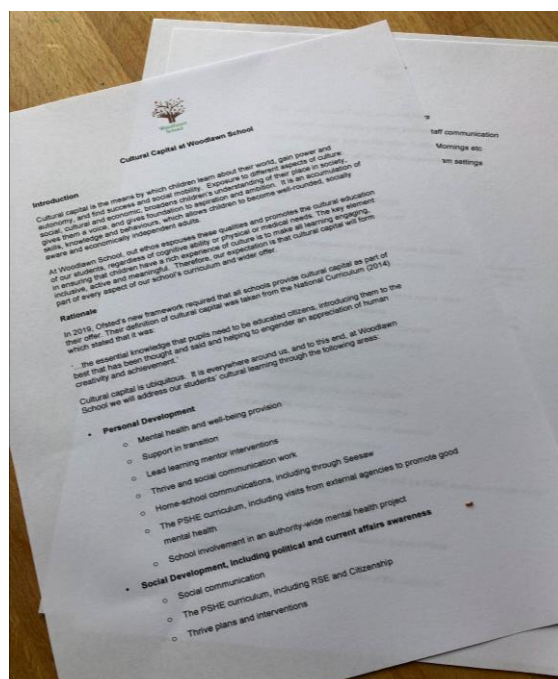 Woodlawn
School
Cultural Capital at Woodlawn School
Introduction
Cultural capital is the means by which children learn about their world, gain power and
autonomy, and find success and social mobility. Exposure to different aspects of culture:
social, cultural and economic, broadens children's understanding of their place in society,
gives them a voice, and gives foundation to aspiration and ambition. It is an accumulation of
skills, knowledge and behaviours, which allows children to become well-rounded, socially
aware and economically independent adults.
At Woodlawn School, our ethos espouses these qualities and promotes the cultural education
of our students, regardless of cognitive ability or physical or medical needs. The key element
in ensuring that children have a rich experience of culture is to make all learning engaging,
inclusive, active and meaningful. Therefore, our expectation is that cultural capital will form
part of every aspect of our school's curriculum and wider offer.
Rationale
In 2019, Ofsted's new framework required that all schools provide cultural capital as part of
their offer. Their definition of cultural capital was taken from the National Curriculum (2014)
which stated that it was:
'...the essential knowledge that pupils need to be educated citizens, introducing them to the
best that has been thought and said and helping to engender an appreciation of human
creativity and achievement.'
Cultural capital is ubiquitous. It is everywhere around us, and to this end, at Woodlawn
School we will address our students' cultural learning through the following areas:
• Personal Development
o Mental health and well-being provision
o Support in transition
o Lead learning mentor interventions
o Thrive and social communication work
o Home-school communications, including through Seesaw
o The PSHE curriculum, including visits from external agencies to promote good
mental health
o School involvement in an authority-wide mental health project
• Social Development, including political and current affairs awareness
o Social communication
o The PSHE curriculum, including RSE and Citizenship
o Thrive plans and interventions
taff communication
Mornings etc
settings